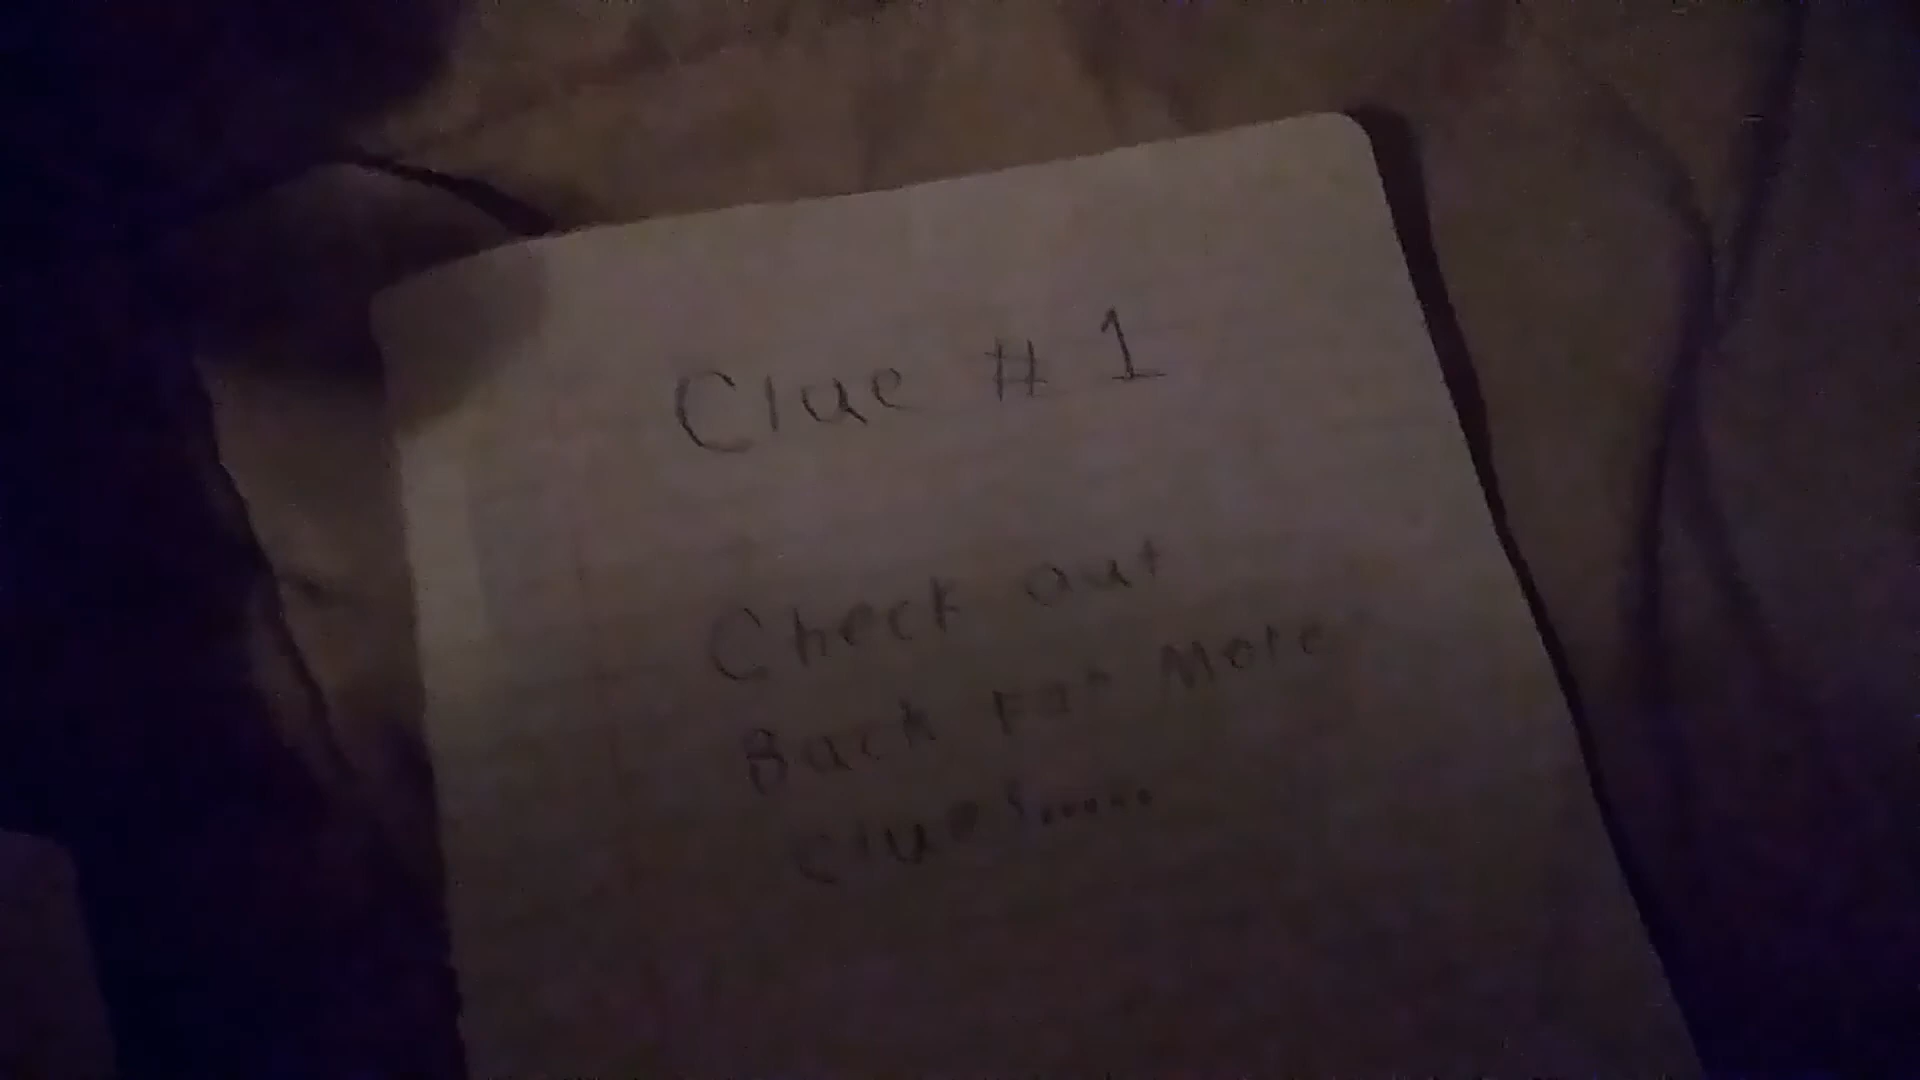 Clue # 1
Check out
Back For More
Clues......